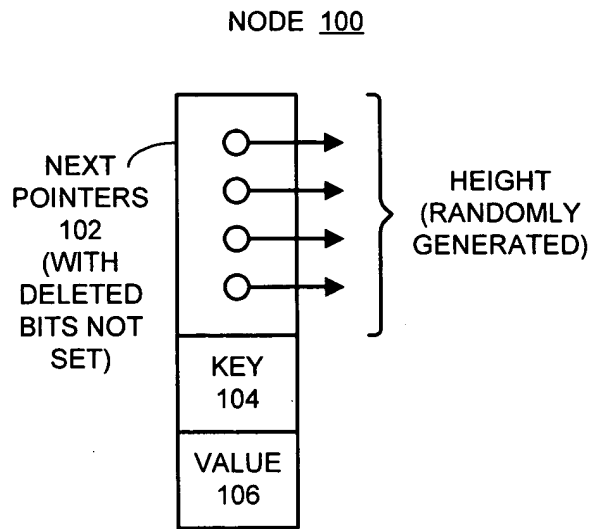 NODE 100
NEXT
POINTERS
102
(WITH
DELETED
BITS NOT
SET)
HEIGHT
(RANDOMLY
GENERATED)
KEY
104
VALUE
106